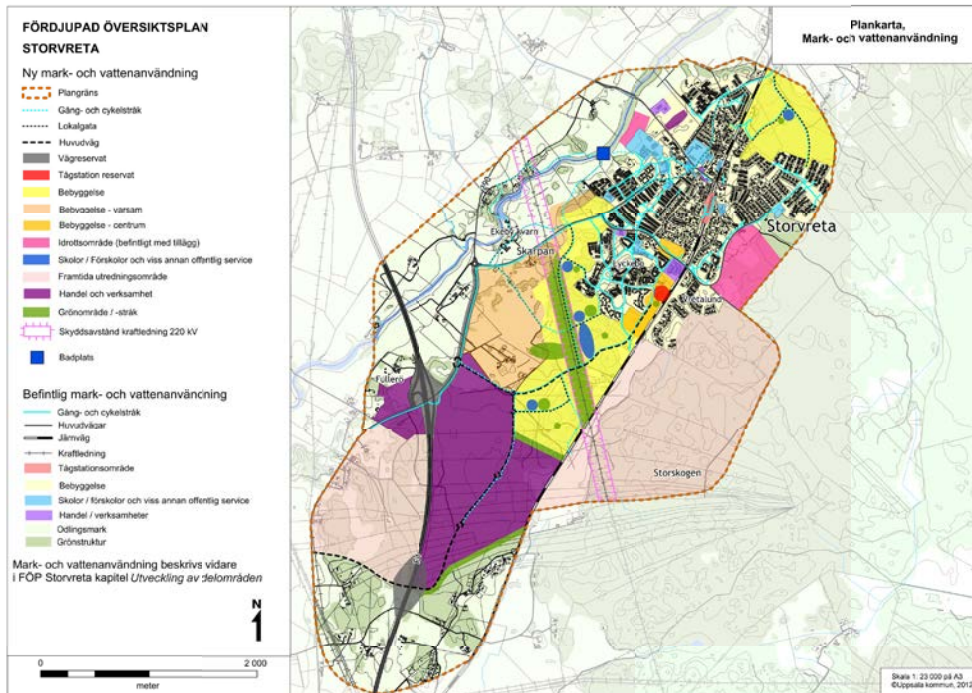 FÖRDJUPAD ÖVERSIKTSPLAN
STORVRETA
Ny mark- och vattenanvändning
Plangräns
Gång- och cykelstråk
Lokalgata
Huvudväg
Vägreservat
Tågstation reservat
Bebyggelse
Bebyggelse - varsam
Bebyggelse - centrum
Idrottsområde (befintligt med tillägg)
Skolor / Förskolor och viss annan offentlig service
Framtida utredningsområde
Handel och verksamhet
Grönområde / -stråk
Skyddsavstånd kraftledning 220 kV
Badplats
Befintlig mark- och vattenanvändning
Gång- och cykelstråk
Huvudvägar
Järnväg
Kraftledning
Tågstationsområde
Bebyggelse
Skolor / förskolor och viss annan offentlig service
Handel / verksamheter
Odlingsmark
Grönstruktur
Mark- och vattenanvändning beskrivs vidare
i FÖP Storvreta kapitel Utveckling av delområden
N
0 2 000
meter
Plankarta,
Mark- och vattenanvändning
Storvreta
Ekeby kvarn
Skarpan
Lyckebo
Vretalund
Fullerö
Storskogen
Skala 1: 23 000 på A3
©Uppsala kommun, 2012